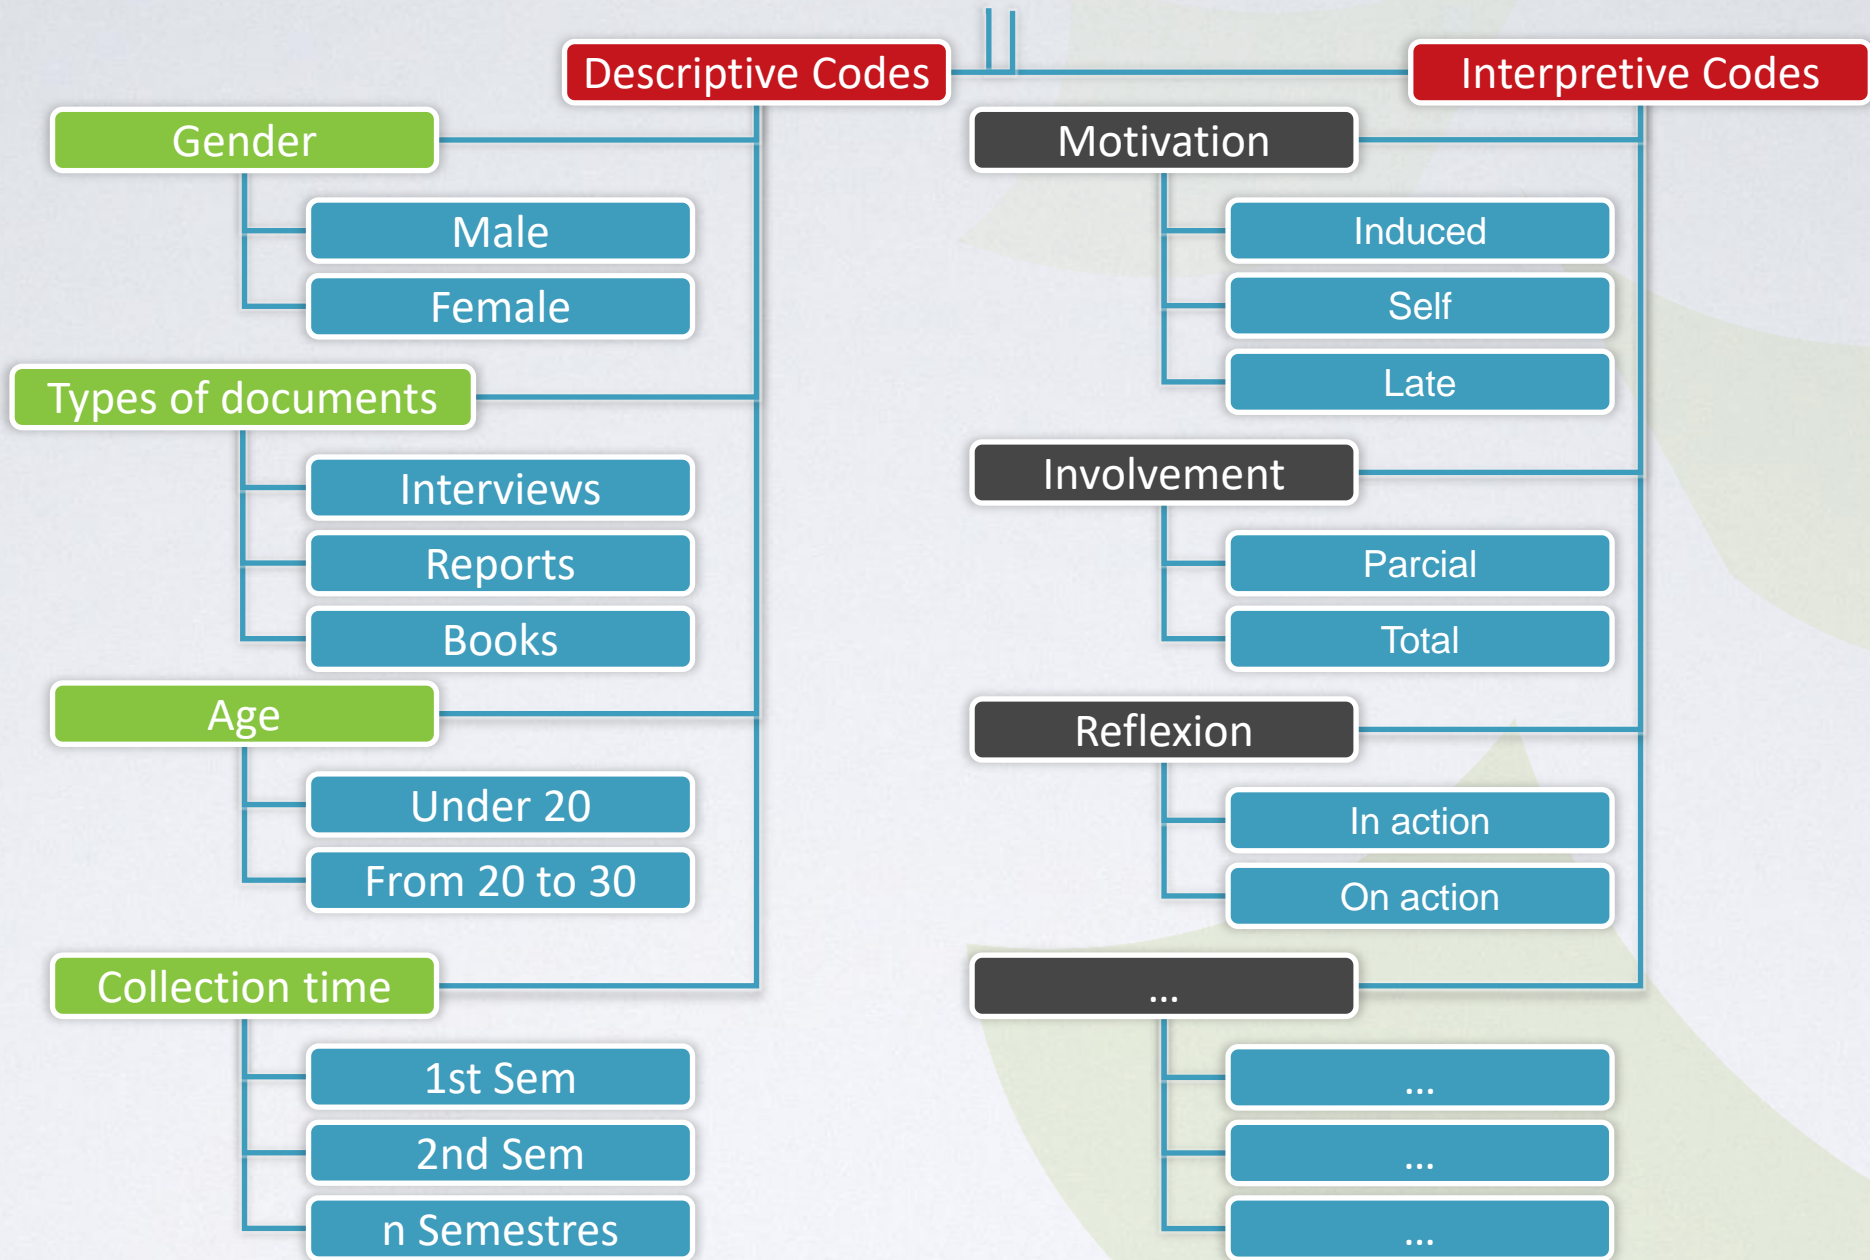 Descriptive Codes
Gender
Male
Female
Types of documents
Interviews
Reports
Books
Age
Under 20
From 20 to 30
Collection time
1st Sem
2nd Sem
n Semestres
Interpretive Codes
Motivation
Induced
Self
Late
Involvement
Parcial
Total
Reflexion
In action
On action
...
...
...
...